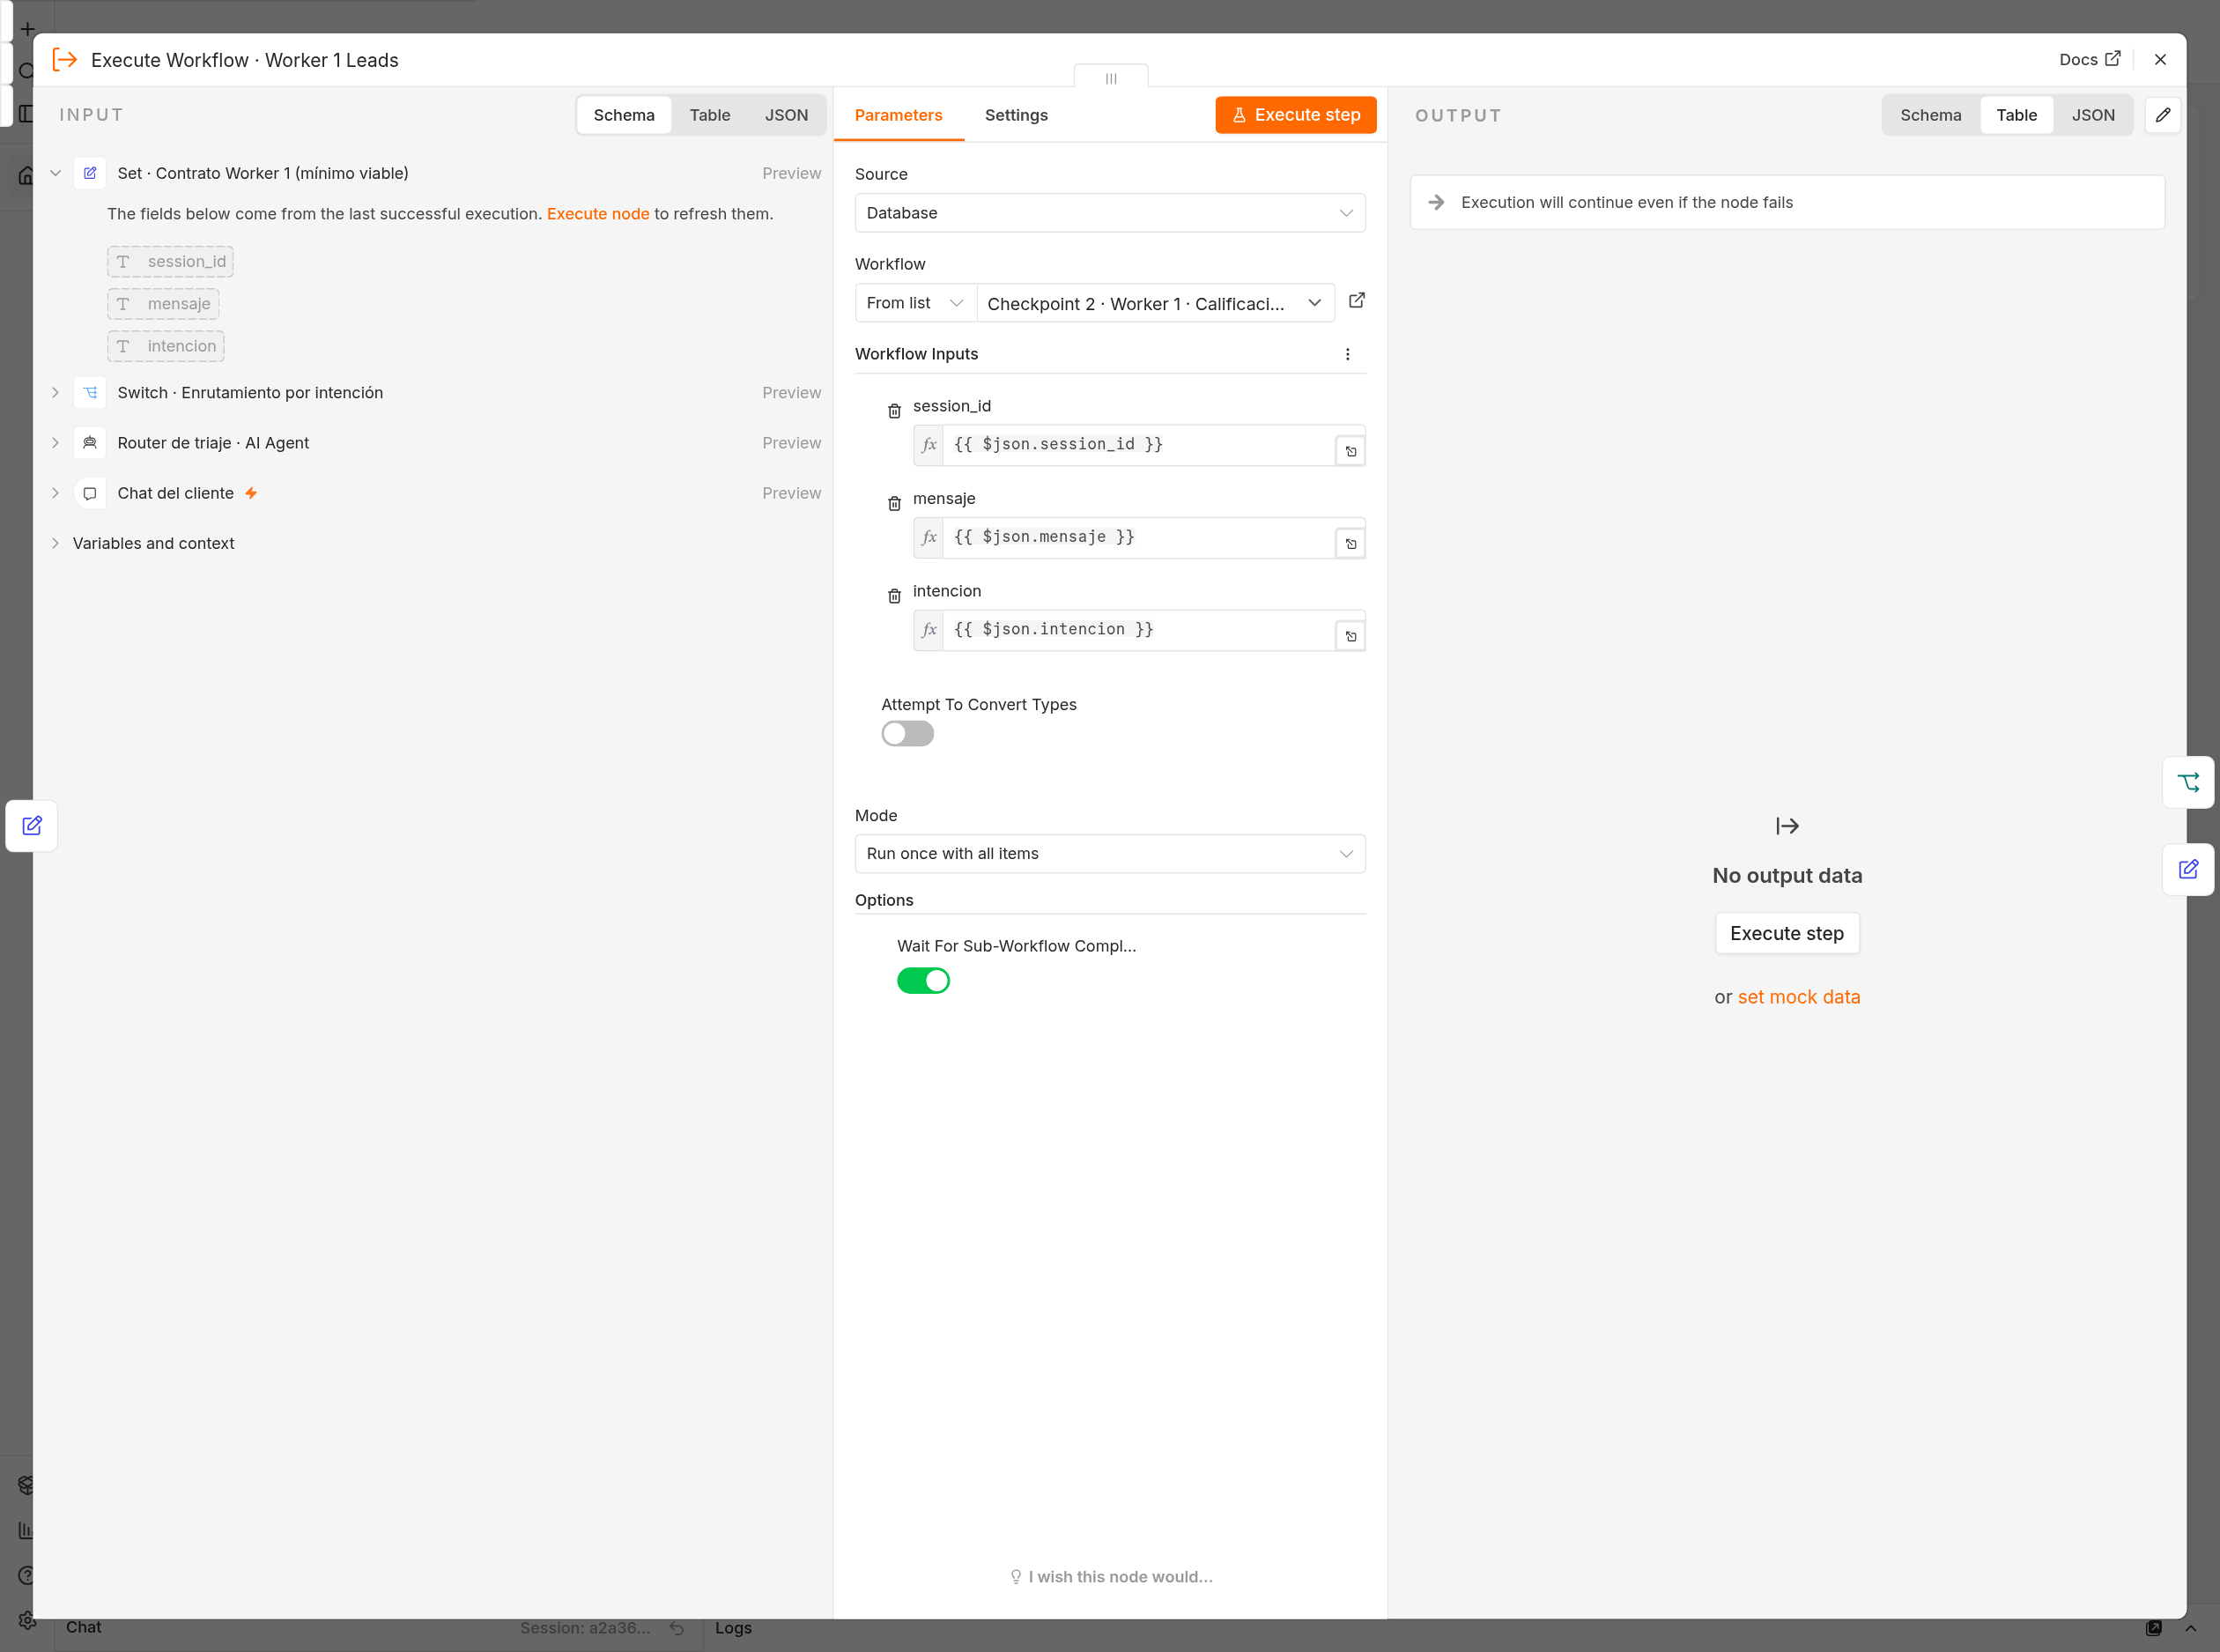 Execute Workflow · Worker 1 Leads
Docs
INPUT
Schema
Table
JSON
Set · Contrato Worker 1 (mínimo viable)
Preview
The fields below come from the last successful execution. Execute node to refresh them.
T session_id
T mensaje
T intencion
Switch · Enrutamiento por intención
Preview
Router de triaje · AI Agent
Preview
Chat del cliente
Preview
Variables and context
Parameters
Settings
Execute step
Source
Database
Workflow
From list
Checkpoint 2 · Worker 1 · Calificaci...
Workflow Inputs
session_id
fx {{ $json.session_id }}
mensaje
fx {{ $json.mensaje }}
intencion
fx {{ $json.intencion }}
Attempt To Convert Types
Mode
Run once with all items
Options
Wait For Sub-Workflow Compl...
I wish this node would...
OUTPUT
Schema
Table
JSON
Execution will continue even if the node fails
No output data
Execute step
or set mock data
Chat
Session: a2a36...
Logs